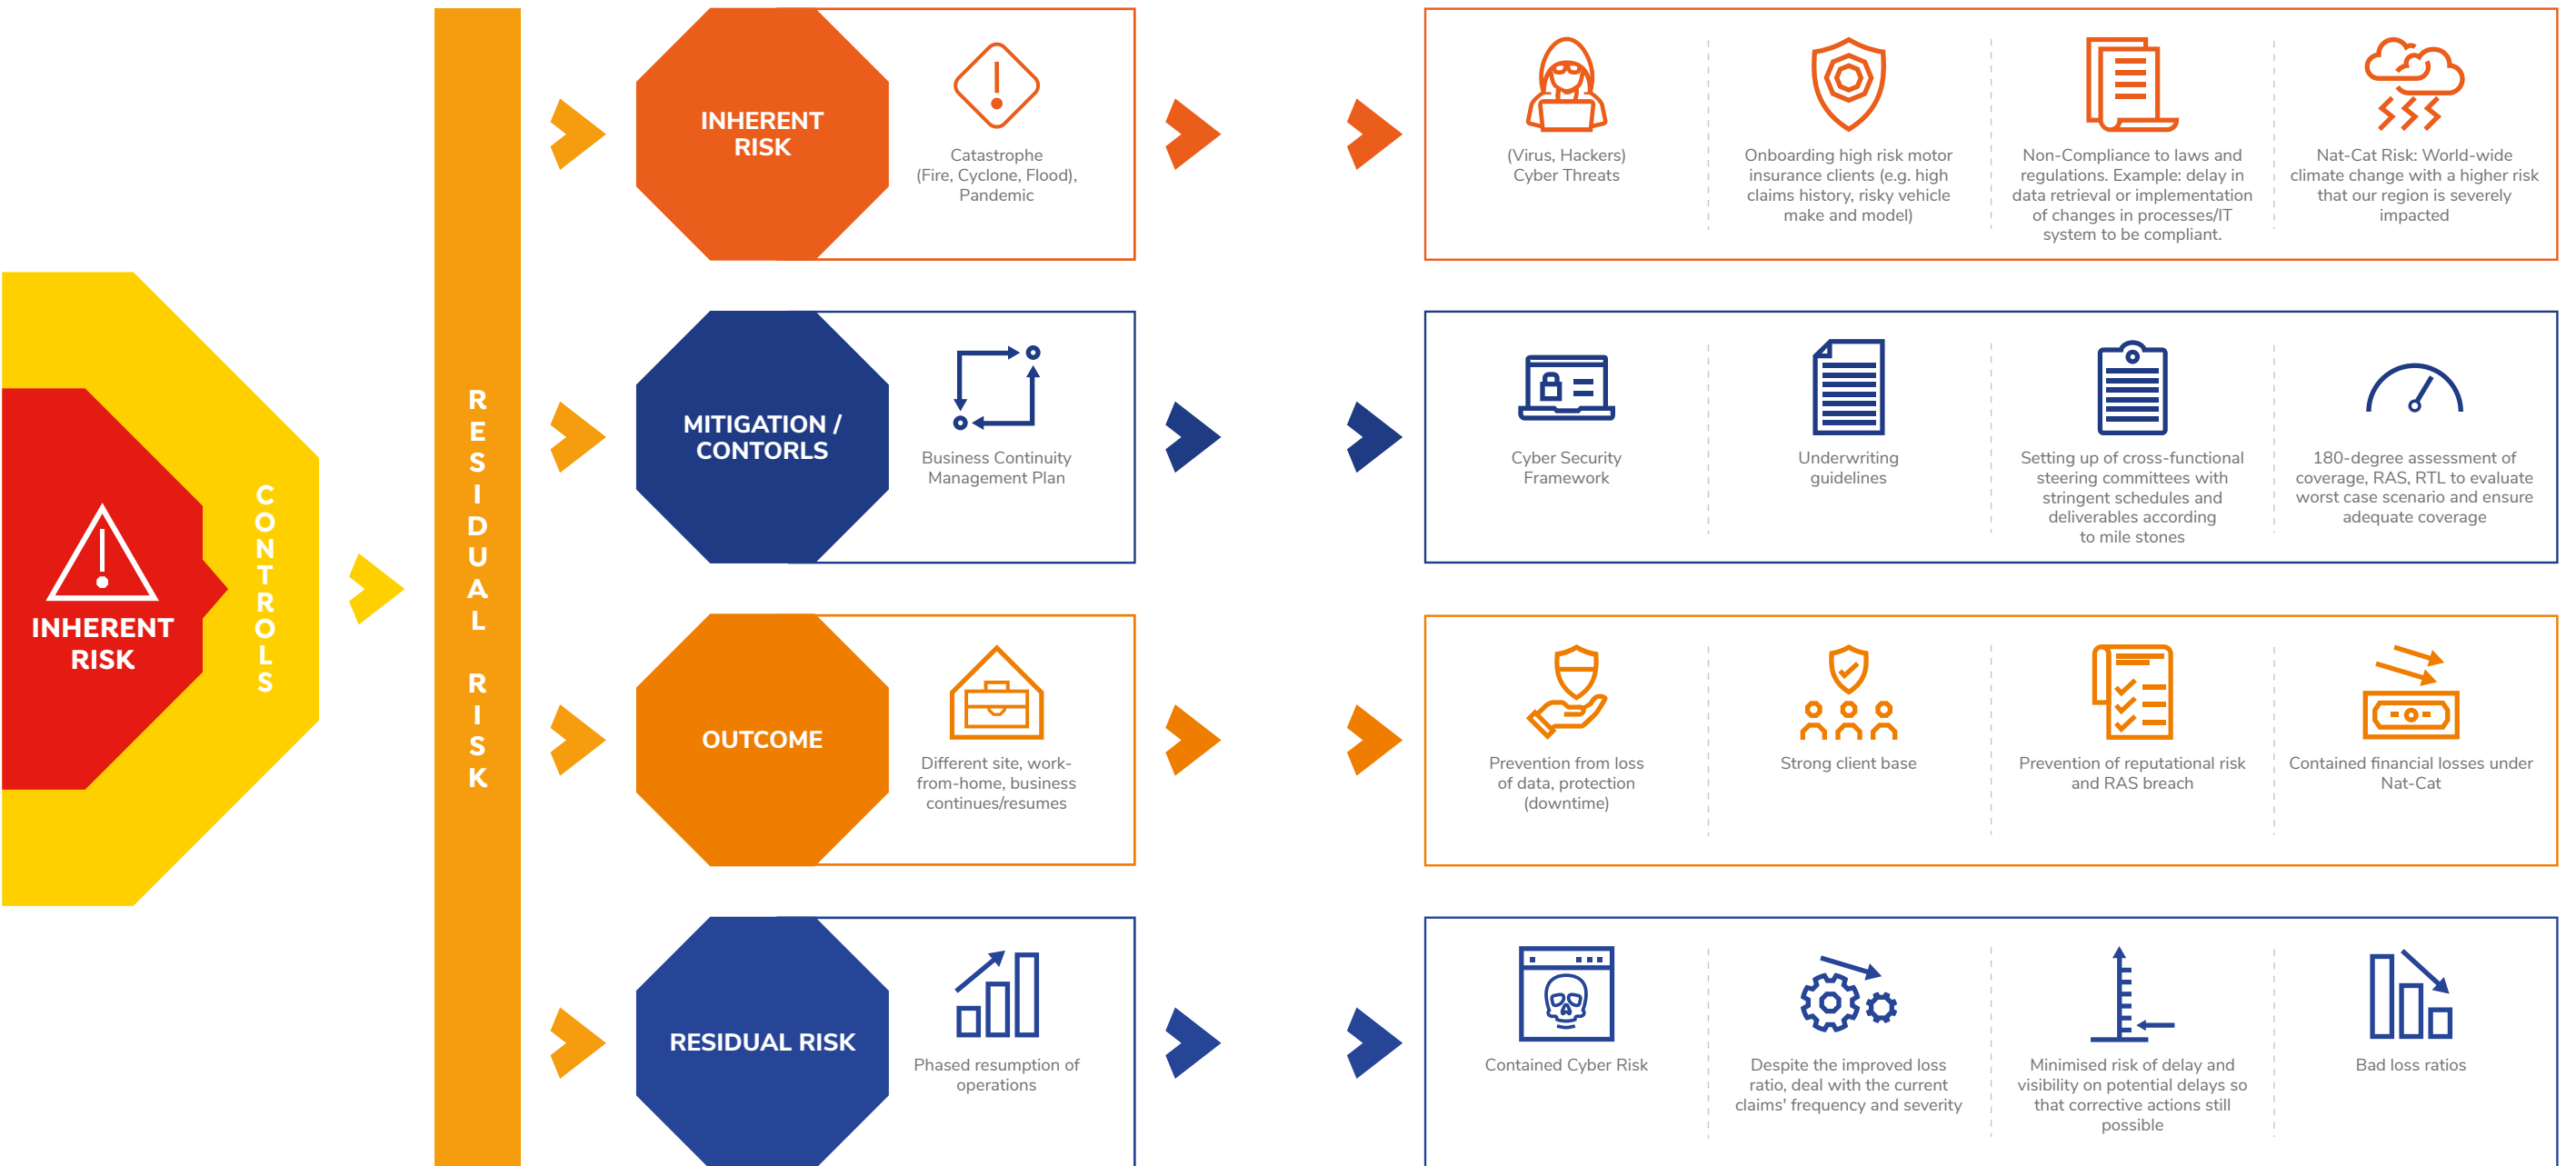 INHERENT
RISK
CONTROLS
RESIDUAL RISK
INHERENT
RISK
Catastrophe
(Fire, Cyclone, Flood),
Pandemic
(Virus, Hackers)
Cyber Threats
Onboarding high risk motor
insurance clients (e.g. high
claims history, risky vehicle
make and model)
Non-Compliance to laws and
regulations. Example: delay in
data retrieval or implementation
of changes in processes/IT
system to be compliant.
Nat-Cat Risk: World-wide
climate change with a higher risk
that our region is severely
impacted
MITIGATION /
CONTORLS
Business Continuity
Management Plan
Cyber Security
Framework
Underwriting
guidelines
Setting up of cross-functional
steering committees with
stringent schedules and
deliverables according
to mile stones
180-degree assessment of
coverage, RAS, RTL to evaluate
worst case scenario and ensure
adequate coverage
OUTCOME
Different site, work-
from-home, business
continues/resumes
Prevention from loss
of data, protection
(downtime)
Strong client base
Prevention of reputational risk
and RAS breach
Contained financial losses under
Nat-Cat
RESIDUAL RISK
Phased resumption of
operations
Contained Cyber Risk
Despite the improved loss
ratio, deal with the current
claims' frequency and severity
Minimised risk of delay and
visibility on potential delays so
that corrective actions still
possible
Bad loss ratios